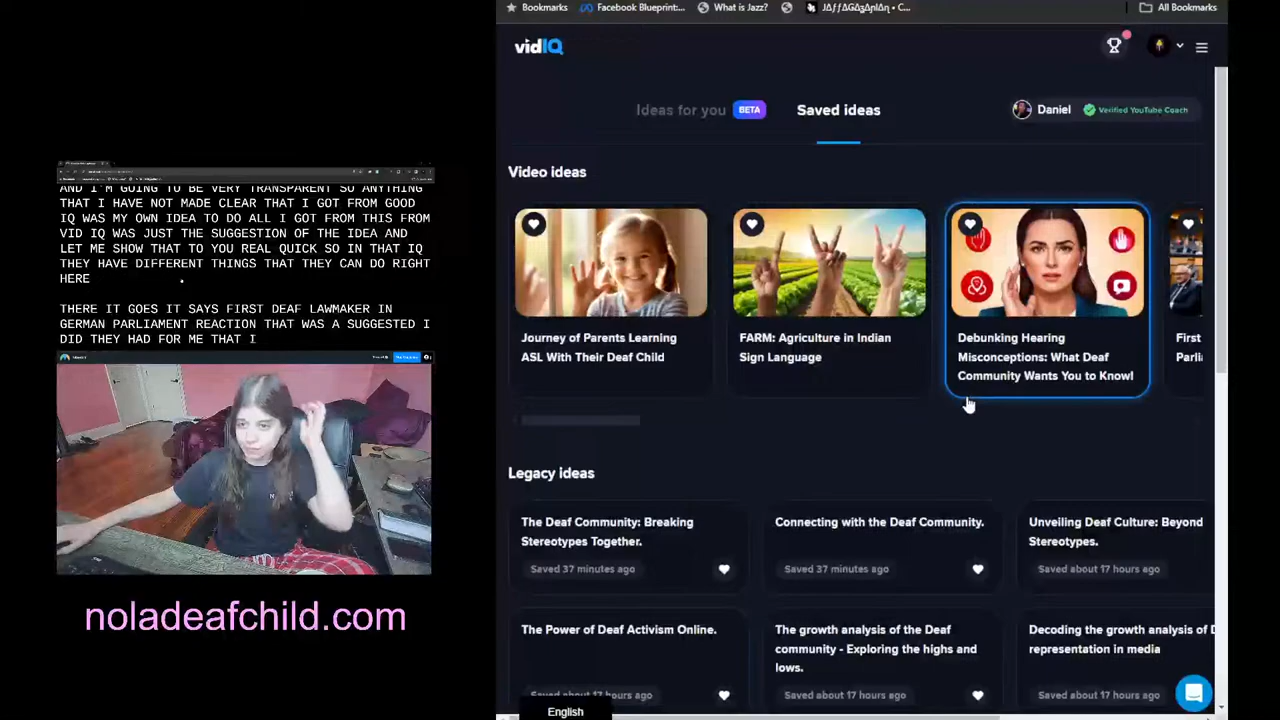 Bookmarks
Facebook Blueprint:...
What is Jazz?
All Bookmarks
vidIQ
Ideas for you BETA
Saved ideas
Daniel
Verified YouTube Coach
Video ideas
Journey of Parents Learning
ASL With Their Deaf Child
FARM: Agriculture in Indian
Sign Language
Debunking Hearing
Misconceptions: What Deaf
Community Wants You to Know!
First
Parli
Legacy ideas
The Deaf Community: Breaking
Stereotypes Together.
Saved 37 minutes ago
Connecting with the Deaf Community.
Saved 37 minutes ago
Unveiling Deaf Culture: Beyond
Stereotypes.
Saved about 17 hours ago
The Power of Deaf Activism Online.
Saved about 17 hours ago
The growth analysis of the Deaf
community - Exploring the highs and
lows.
Saved about 17 hours ago
Decoding the growth analysis of D
representation in media
Saved about 17 hours ago
English
AND I'M GOING TO BE VERY TRANSPARENT SO ANYTHING
THAT I HAVE NOT MADE CLEAR THAT I GOT FROM GOOD
IQ WAS MY OWN IDEA TO DO ALL I GOT FROM THIS FROM
VID IQ WAS JUST THE SUGGESTION OF THE IDEA AND
LET ME SHOW THAT TO YOU REAL QUICK SO IN THAT IQ
THEY HAVE DIFFERENT THINGS THAT THEY CAN DO RIGHT
HERE
THERE IT GOES IT SAYS FIRST DEAF LAWMAKER IN
GERMAN PARLIAMENT REACTION THAT WAS A SUGGESTED I
DID THEY HAD FOR ME THAT I
noladeafchild.com